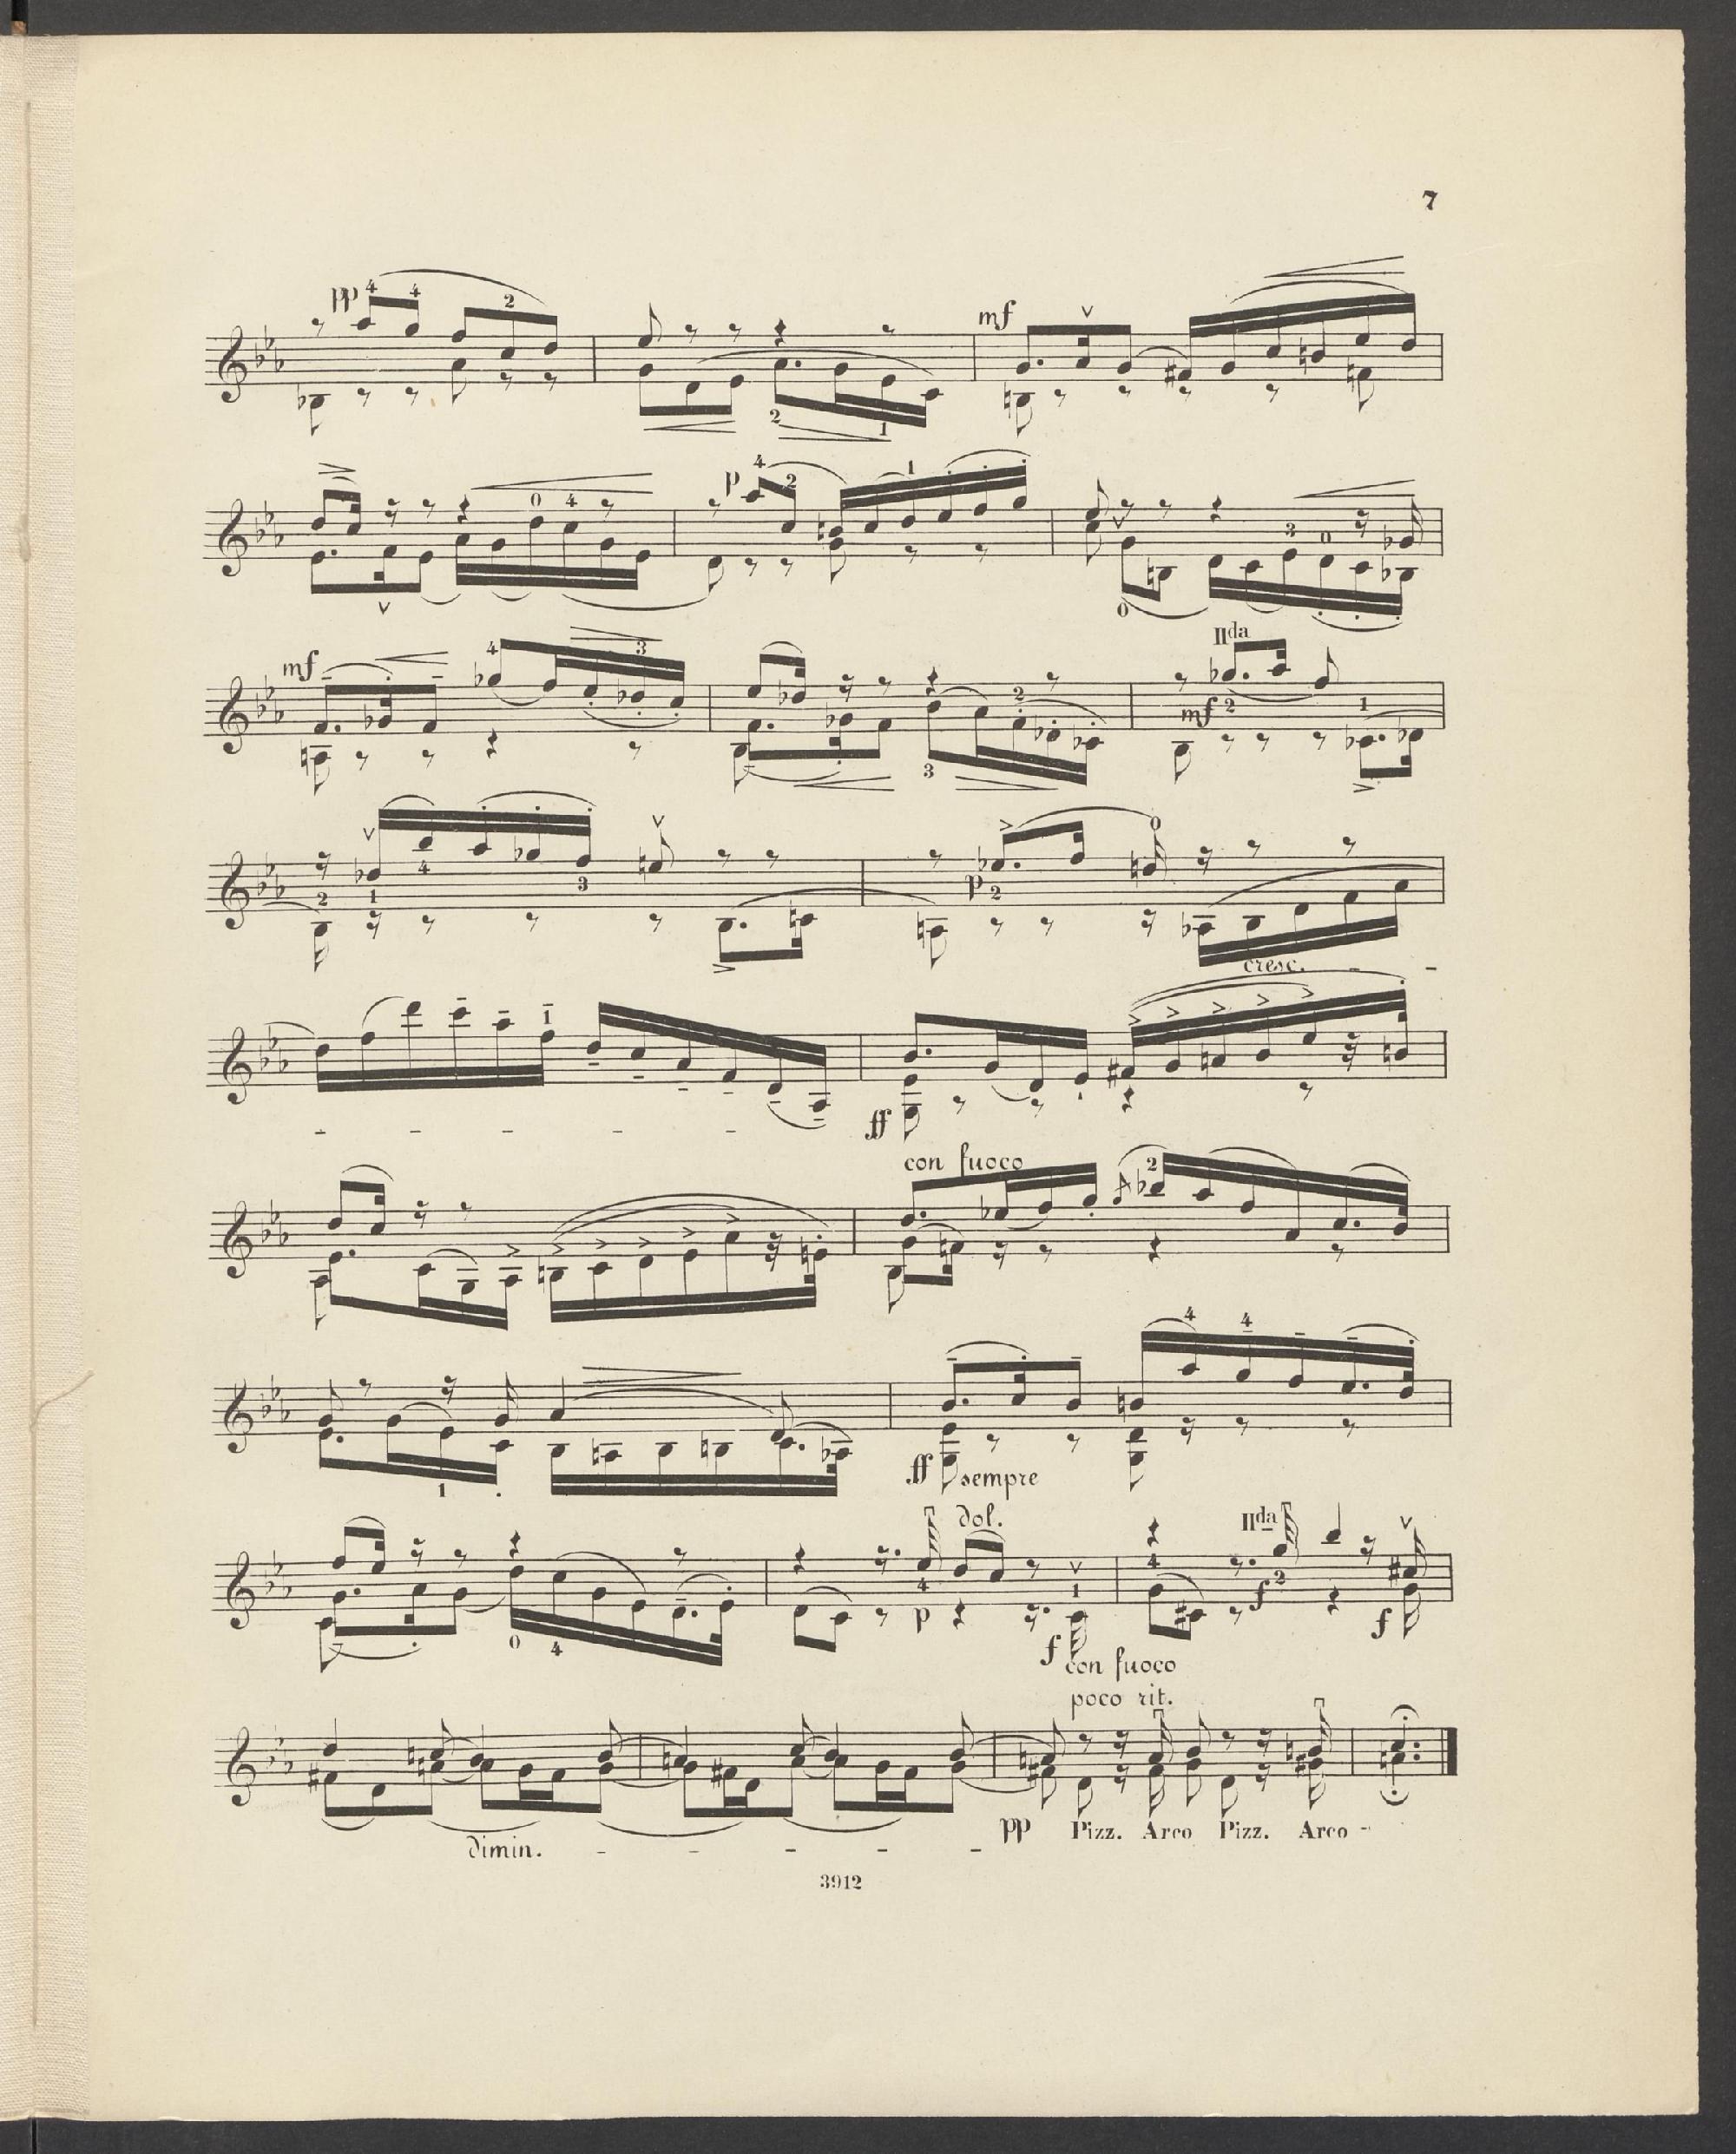 7
pp 4 4 2
mf
2 1
0 4 p 4 2 1
3 0
0
mf 4 3 IIda
2 mf 2 1
3
2 1 4 3 0
p 2
cresc. - -
1
- - - - - ff
con fuoco 2
4 4
1 ff sempre
dol. IIda
4 1 4 2
p f f f
0 4
con fuoco
poco rit.
pp Pizz. Arco Pizz. Arco -
dimin. - - - - -
3912